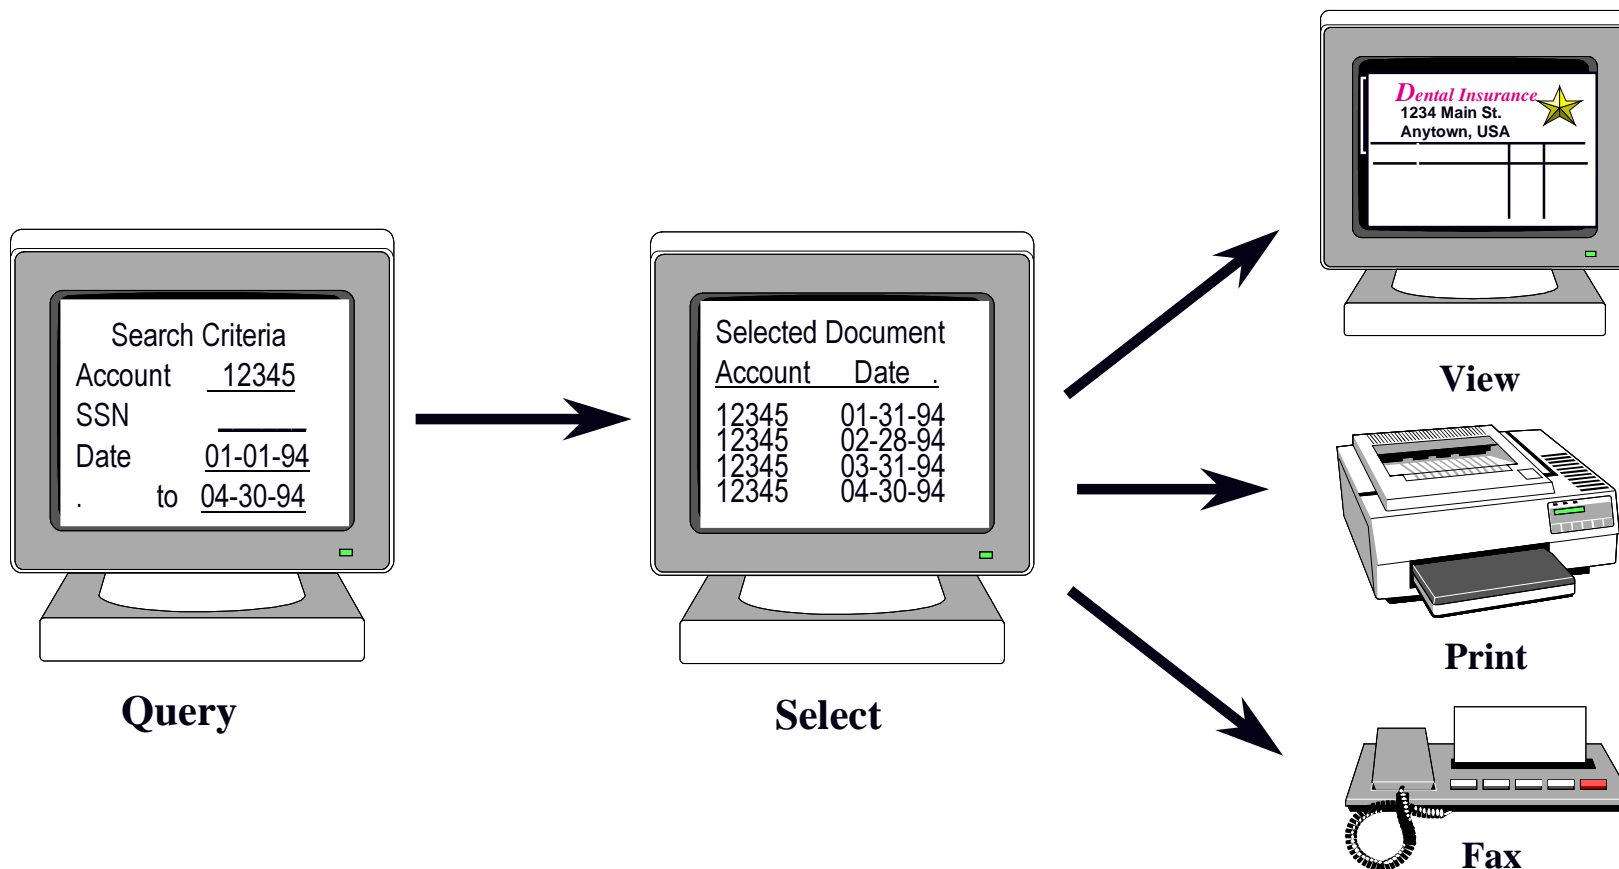 Search Criteria
Account 12345
SSN ______
Date 01-01-94
. to 04-30-94
Query
Selected Document
Account Date .
12345 01-31-94
12345 02-28-94
12345 03-31-94
12345 04-30-94
Select
Dental Insurance
1234 Main St.
Anytown, USA
View
Print
Fax